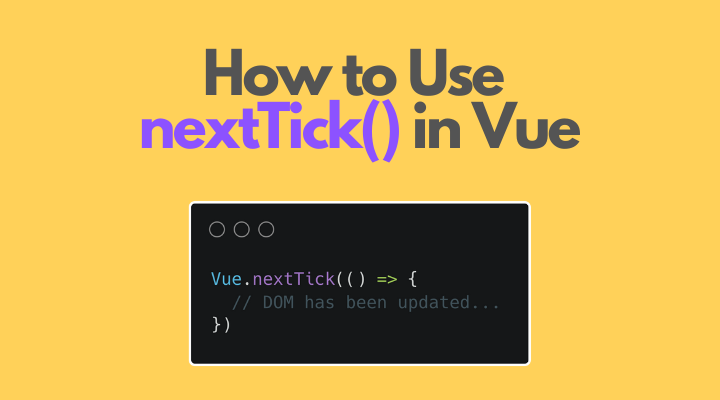 How to Use
nextTick() in Vue
Vue.nextTick(() => {
  // DOM has been updated...
})